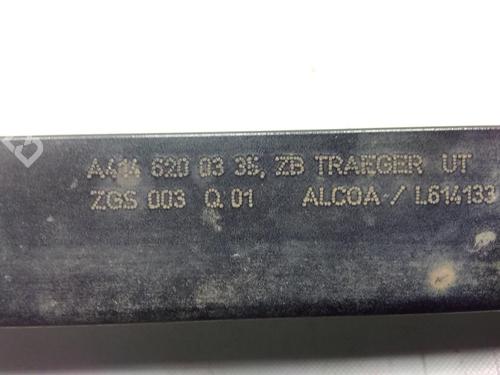 A414 620 03 35, ZB TRAEGER UT
ZGS 003 Q 01 ALCOA / L614133